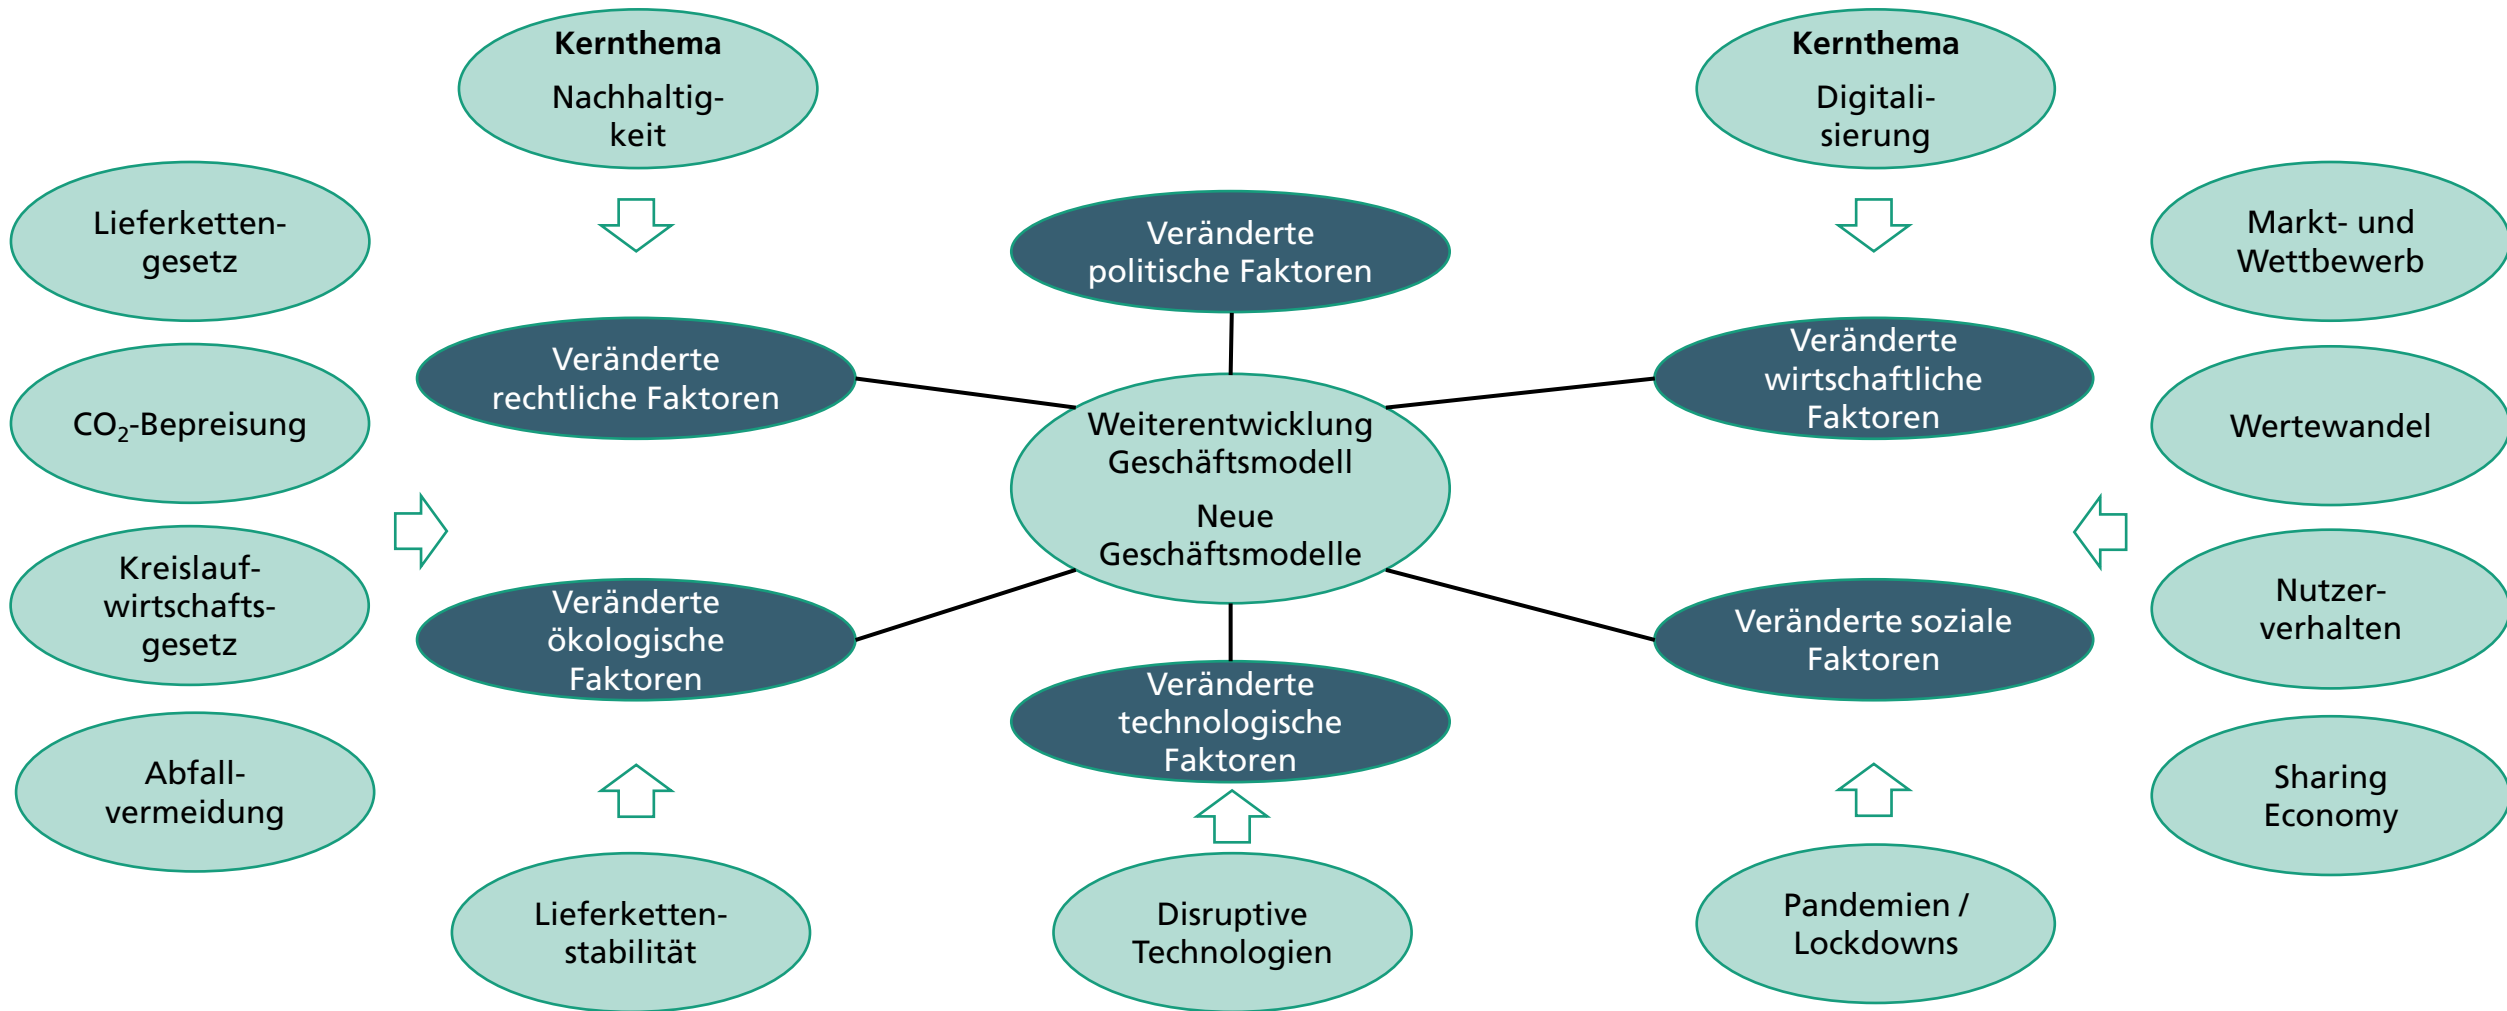 Kernthema
Nachhaltig-
keit
Kernthema
Digitali-
sierung
Lieferketten-
gesetz
CO₂-Bepreisung
Kreislauf-
wirtschafts-
gesetz
Abfall-
vermeidung
Veränderte
rechtliche Faktoren
Veränderte
politische Faktoren
Veränderte
wirtschaftliche
Faktoren
Weiterentwicklung
Geschäftsmodell
Neue
Geschäftsmodelle
Veränderte
ökologische
Faktoren
Veränderte
technologische
Faktoren
Veränderte soziale
Faktoren
Markt- und
Wettbewerb
Wertewandel
Nutzer-
verhalten
Sharing
Economy
Lieferketten-
stabilität
Disruptive
Technologien
Pandemien /
Lockdowns